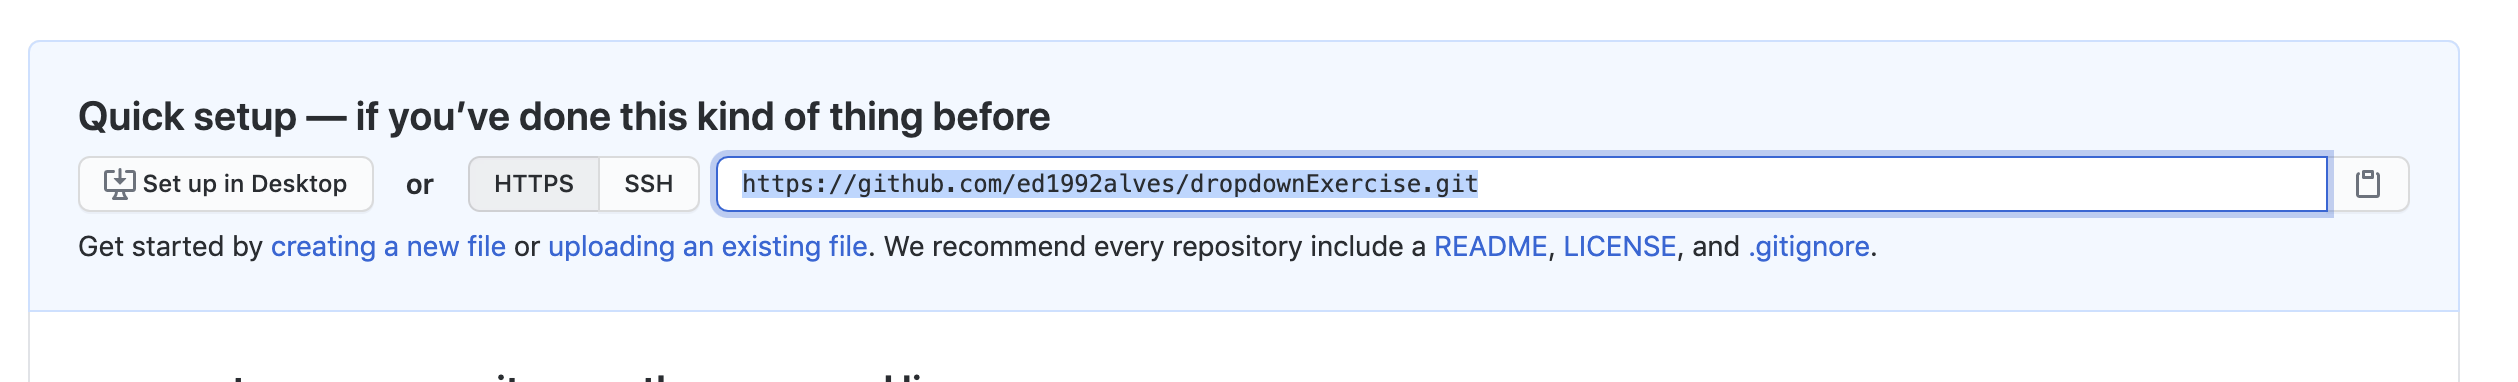 Quick setup — if you’ve done this kind of thing before
Set up in Desktop or HTTPS SSH https://github.com/ed1992alves/dropdownExercise.git
Get started by creating a new file or uploading an existing file. We recommend every repository include a README, LICENSE, and .gitignore.